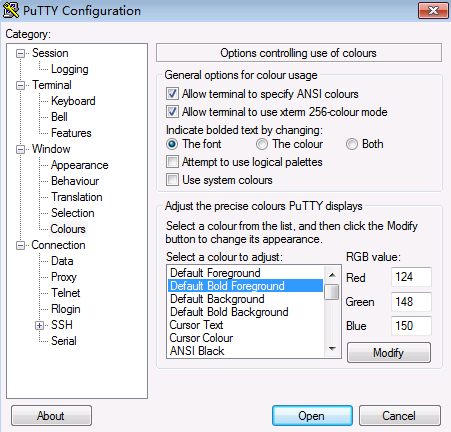 PuTTY Configuration
Category:
Session
Logging
Terminal
Keyboard
Bell
Features
Window
Appearance
Behaviour
Translation
Selection
Colours
Connection
Data
Proxy
Telnet
Rlogin
SSH
Serial
Options controlling use of colours
General options for colour usage
Allow terminal to specify ANSI colours
Allow terminal to use xterm 256-colour mode
Indicate bolded text by changing:
The font The colour Both
Attempt to use logical palettes
Use system colours
Adjust the precise colours PuTTY displays
Select a colour from the list, and then click the Modify
button to change its appearance.
Select a colour to adjust:
Default Foreground
Default Bold Foreground
Default Background
Default Bold Background
Cursor Text
Cursor Colour
ANSI Black
RGB value:
Red 124
Green 148
Blue 150
Modify
About Open Cancel